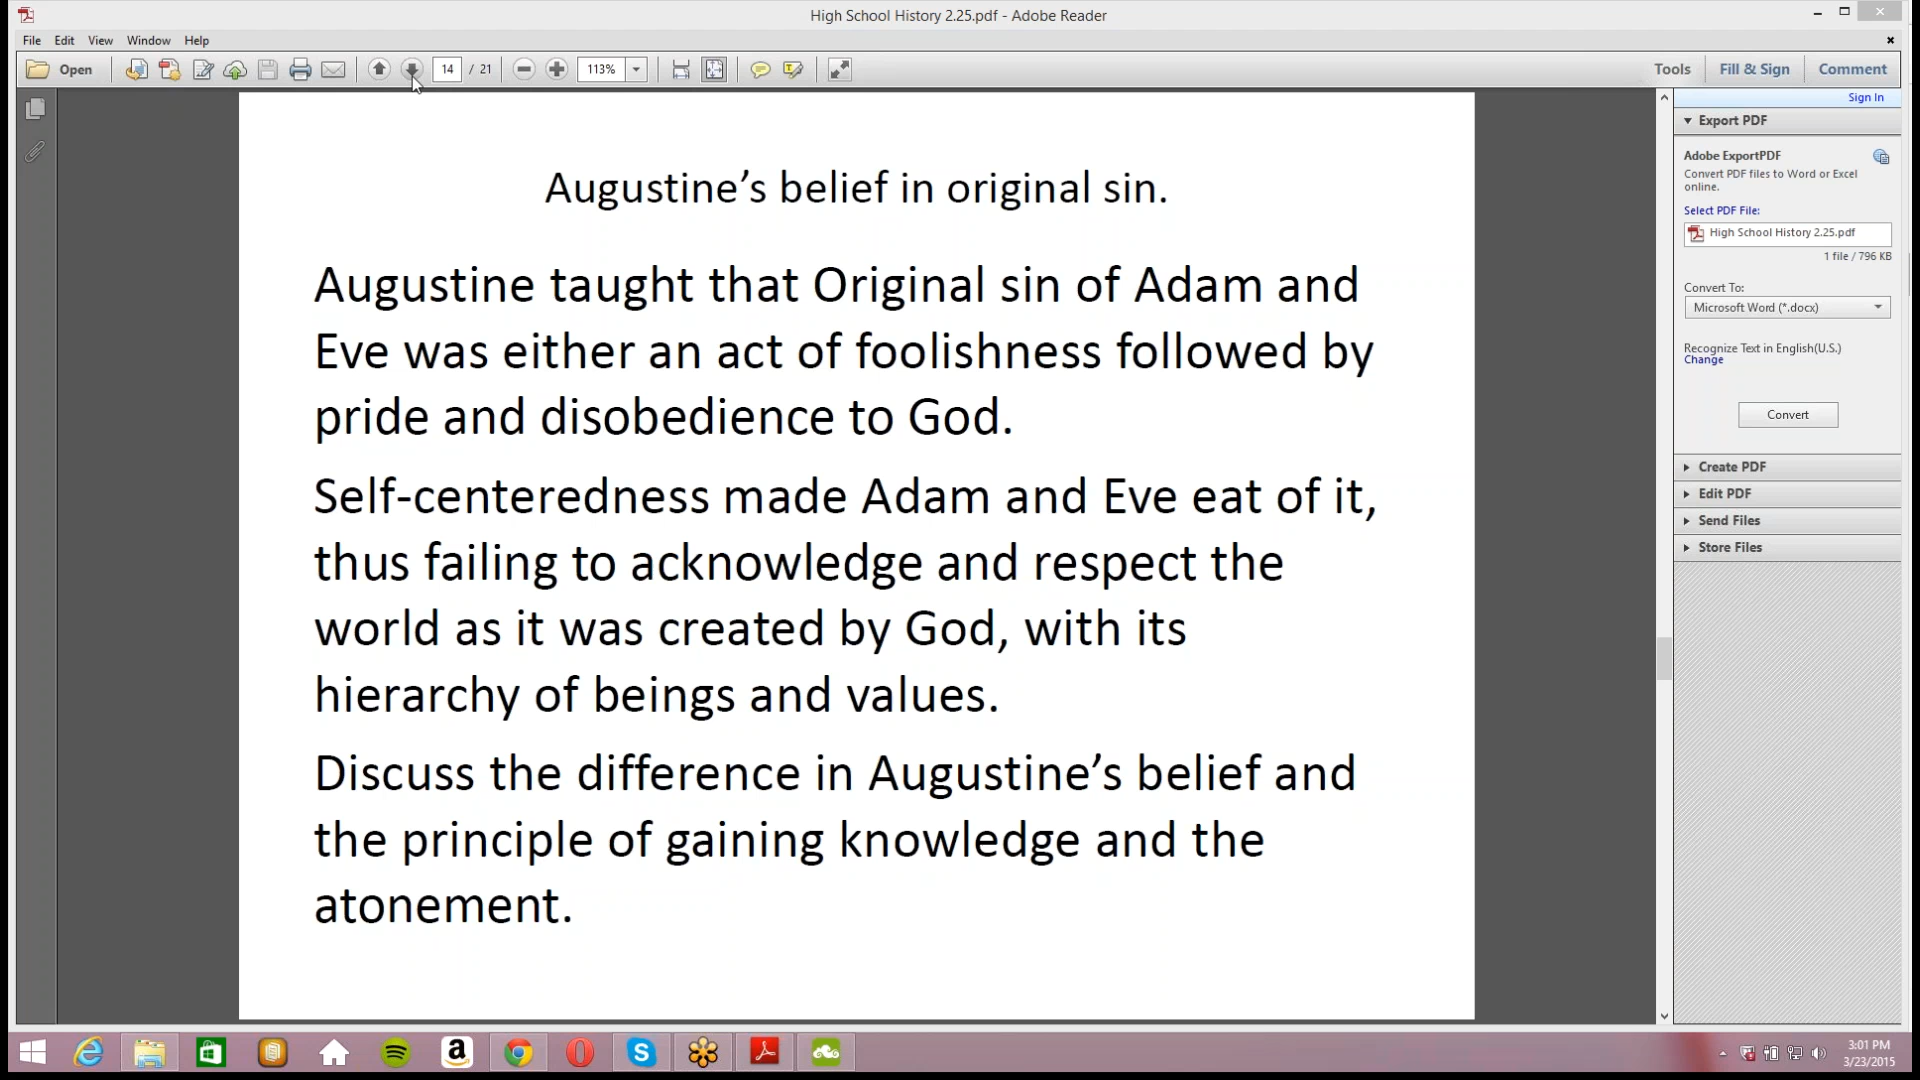 High School History 2.25.pdf - Adobe Reader
File Edit View Window Help
Open 14 / 21 113% Tools Fill & Sign Comment
Sign In
Export PDF
Adobe ExportPDF
Convert PDF files to Word or Excel
online.
Select PDF File:
High School History 2.25.pdf
1 file / 796 KB
Convert To:
Microsoft Word (*.docx)
Recognize Text in English(U.S.)
Change
Convert
Create PDF
Edit PDF
Send Files
Store Files
Augustine’s belief in original sin.
Augustine taught that Original sin of Adam and
Eve was either an act of foolishness followed by
pride and disobedience to God.
Self-centeredness made Adam and Eve eat of it,
thus failing to acknowledge and respect the
world as it was created by God, with its
hierarchy of beings and values.
Discuss the difference in Augustine’s belief and
the principle of gaining knowledge and the
atonement.
3:01 PM
3/23/2015